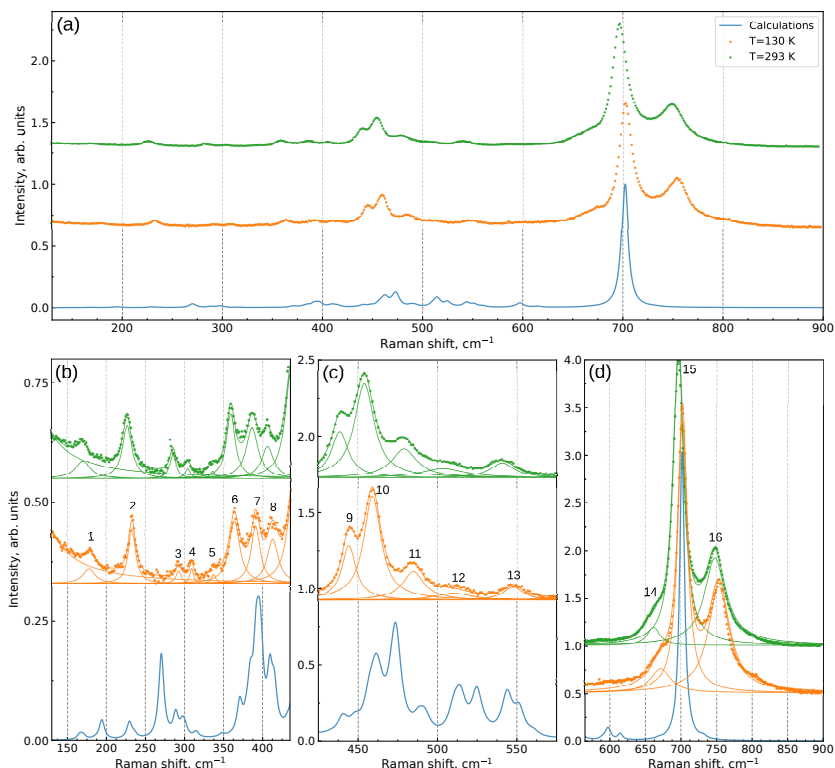 (a)
Calculations
T=130 K
T=293 K
Intensity, arb. units
2.0
1.5
1.0
0.5
0.0
200 300 400 500 600 700 800 900
Raman shift, cm⁻¹
(b)
Intensity, arb. units
0.75
0.50
0.25
0.00
1 2 3 4 5 6 7 8
150 200 250 300 350 400
Raman shift, cm⁻¹
(c)
2.5
2.0
1.5
1.0
0.5
0.0
9 10 11 12 13
450 500 550
Raman shift, cm⁻¹
(d)
4.0
3.5
3.0
2.5
2.0
1.5
1.0
0.5
0.0
14 15 16
600 650 700 750 800 850 900
Raman shift, cm⁻¹